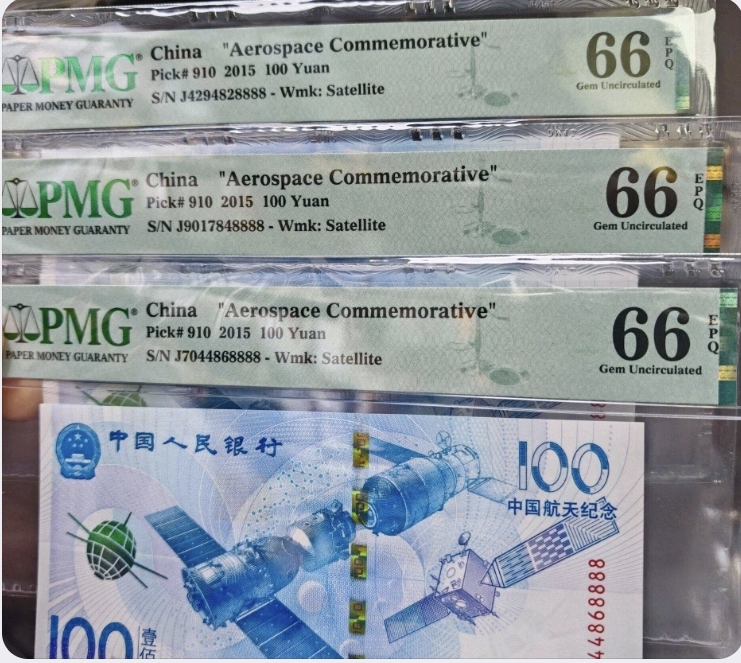 PMG® China "Aerospace Commemorative" 66 EPQ
Pick# 910 2015 100 Yuan
S/N J4294828888 - Wmk: Satellite Gem Uncirculated
PAPER MONEY GUARANTY
PMG® China "Aerospace Commemorative" 66 EPQ
Pick# 910 2015 100 Yuan
S/N J9017848888 - Wmk: Satellite Gem Uncirculated
PAPER MONEY GUARANTY
PMG® China "Aerospace Commemorative" 66 EPQ
Pick# 910 2015 100 Yuan
S/N J7044868888 - Wmk: Satellite Gem Uncirculated
PAPER MONEY GUARANTY
中国人民银行
100
中国航天纪念
44868888
100 壹佰